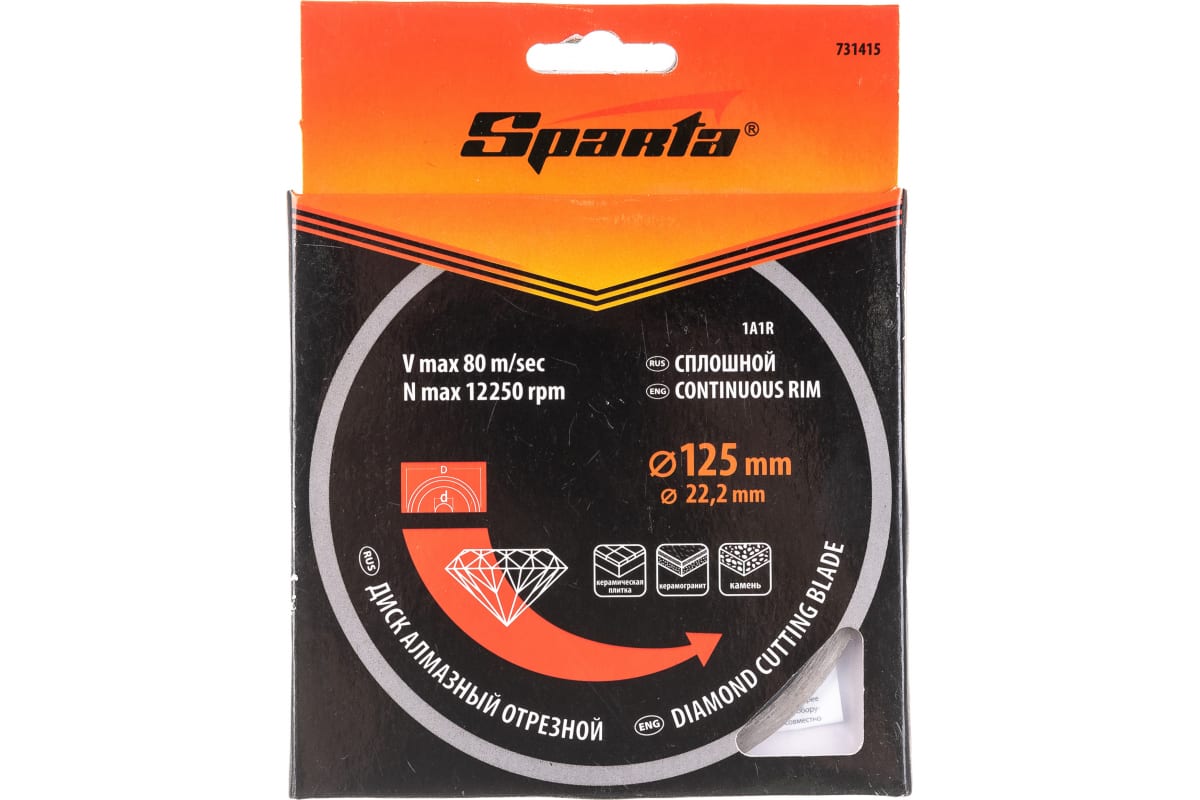 731415
Sparta®
1A1R
V max 80 m/sec
N max 12250 rpm
RUS СПЛОШНОЙ
ENG CONTINUOUS RIM
⌀125 mm
⌀ 22,2 mm
D
d
керамическая
плитка
керамогранит
камень
RUS ДИСК АЛМАЗНЫЙ ОТРЕЗНОЙ
ENG DIAMOND CUTTING BLADE
совместно